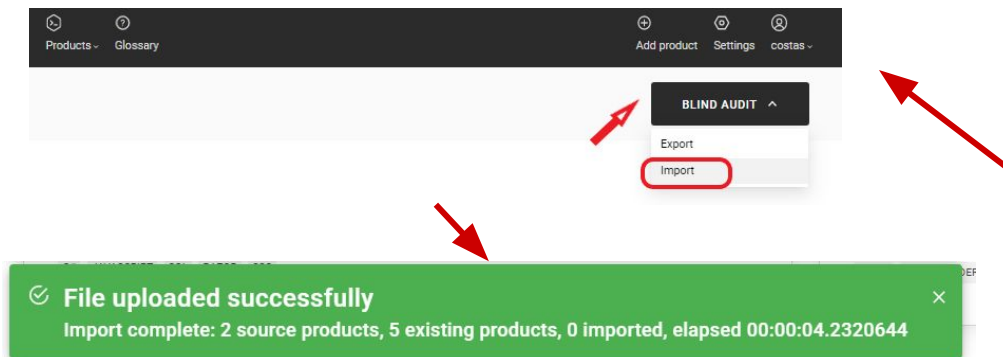 Products Glossary Add product Settings costas
BLIND AUDIT
Export
Import
File uploaded successfully
Import complete: 2 source products, 5 existing products, 0 imported, elapsed 00:00:04.2320644